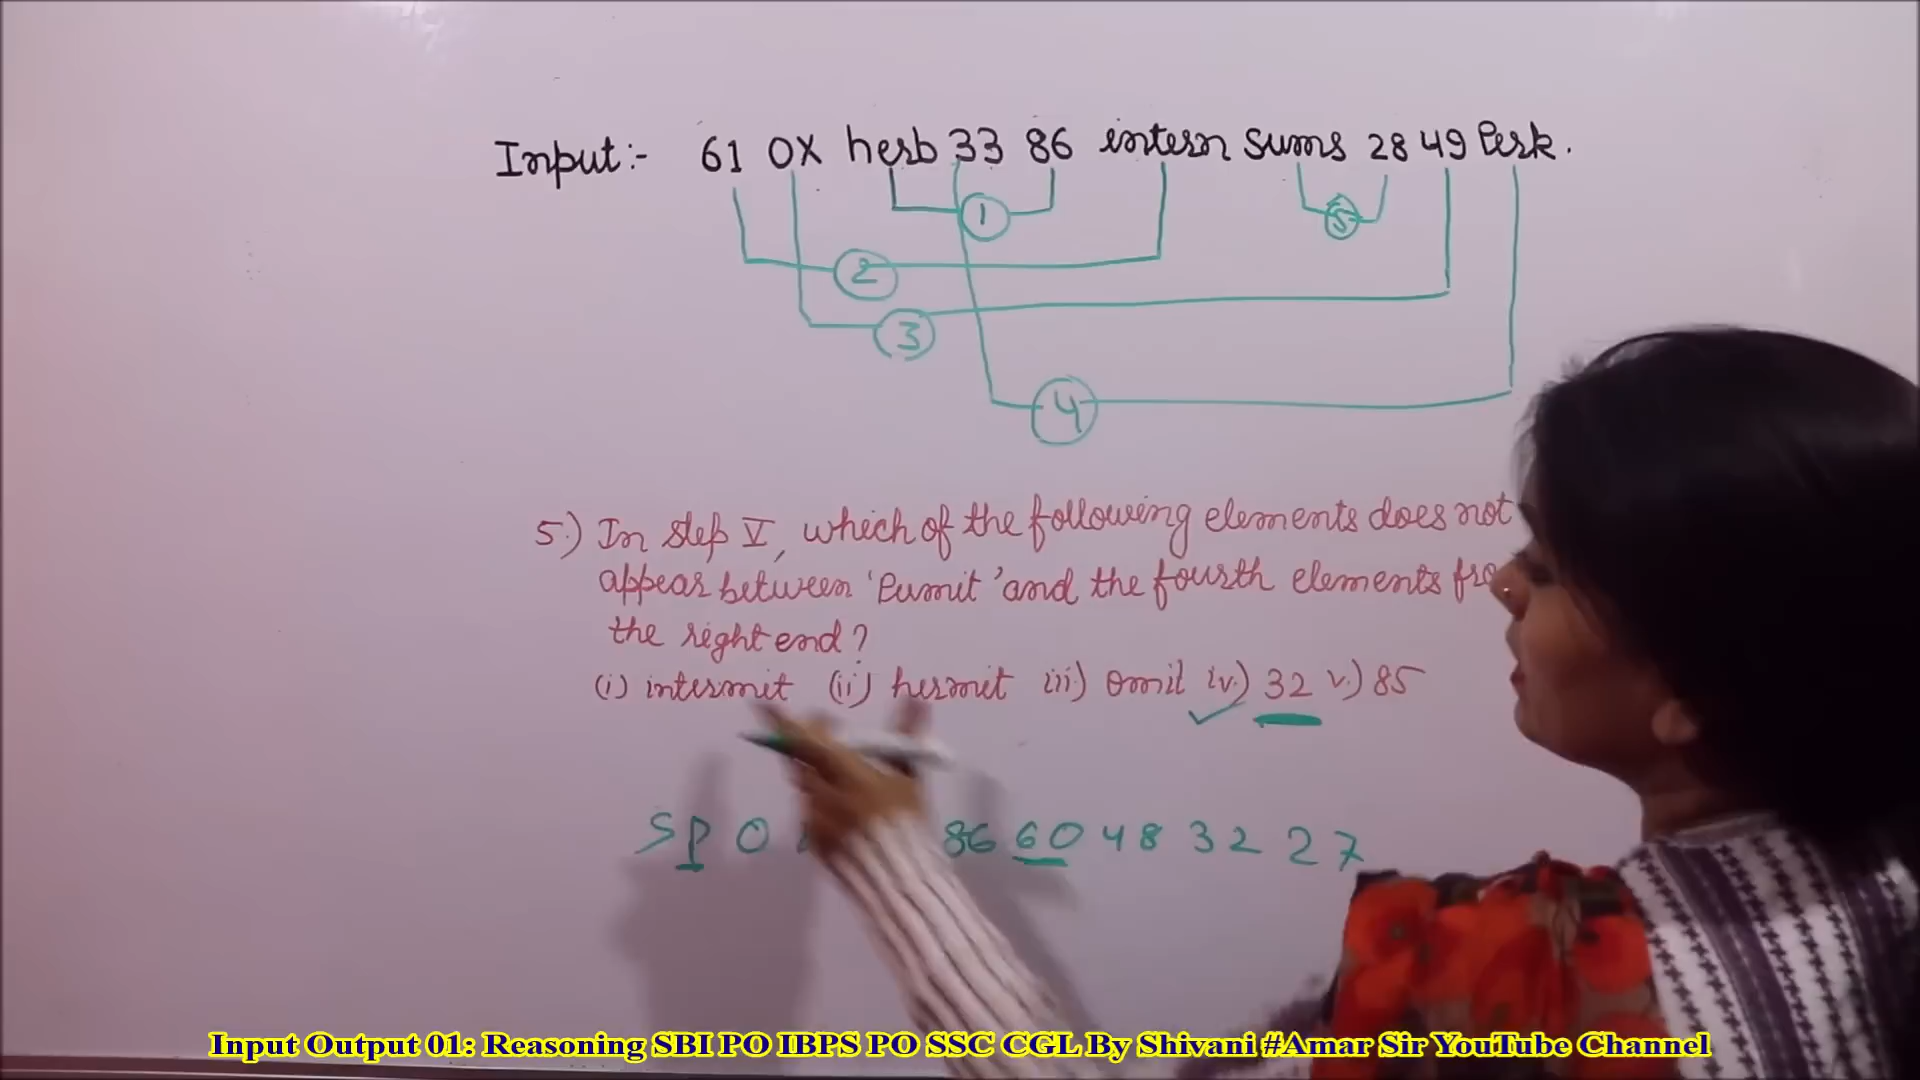 Input:- 61 OX herb 33 86 intern sums 28 49 Perk.
1
5
2
3
4
5.) In step V, which of the following elements does not
appear between 'Pumit' and the fourth elements fro
the right end?
(i) intermit (ii) hermit iii) omit iv.) 32 v.) 85
S P O 86 60 48 32 27
Input Output 01: Reasoning SBI PO IBPS PO SSC CGL By Shivani #Amar Sir YouTube Channel